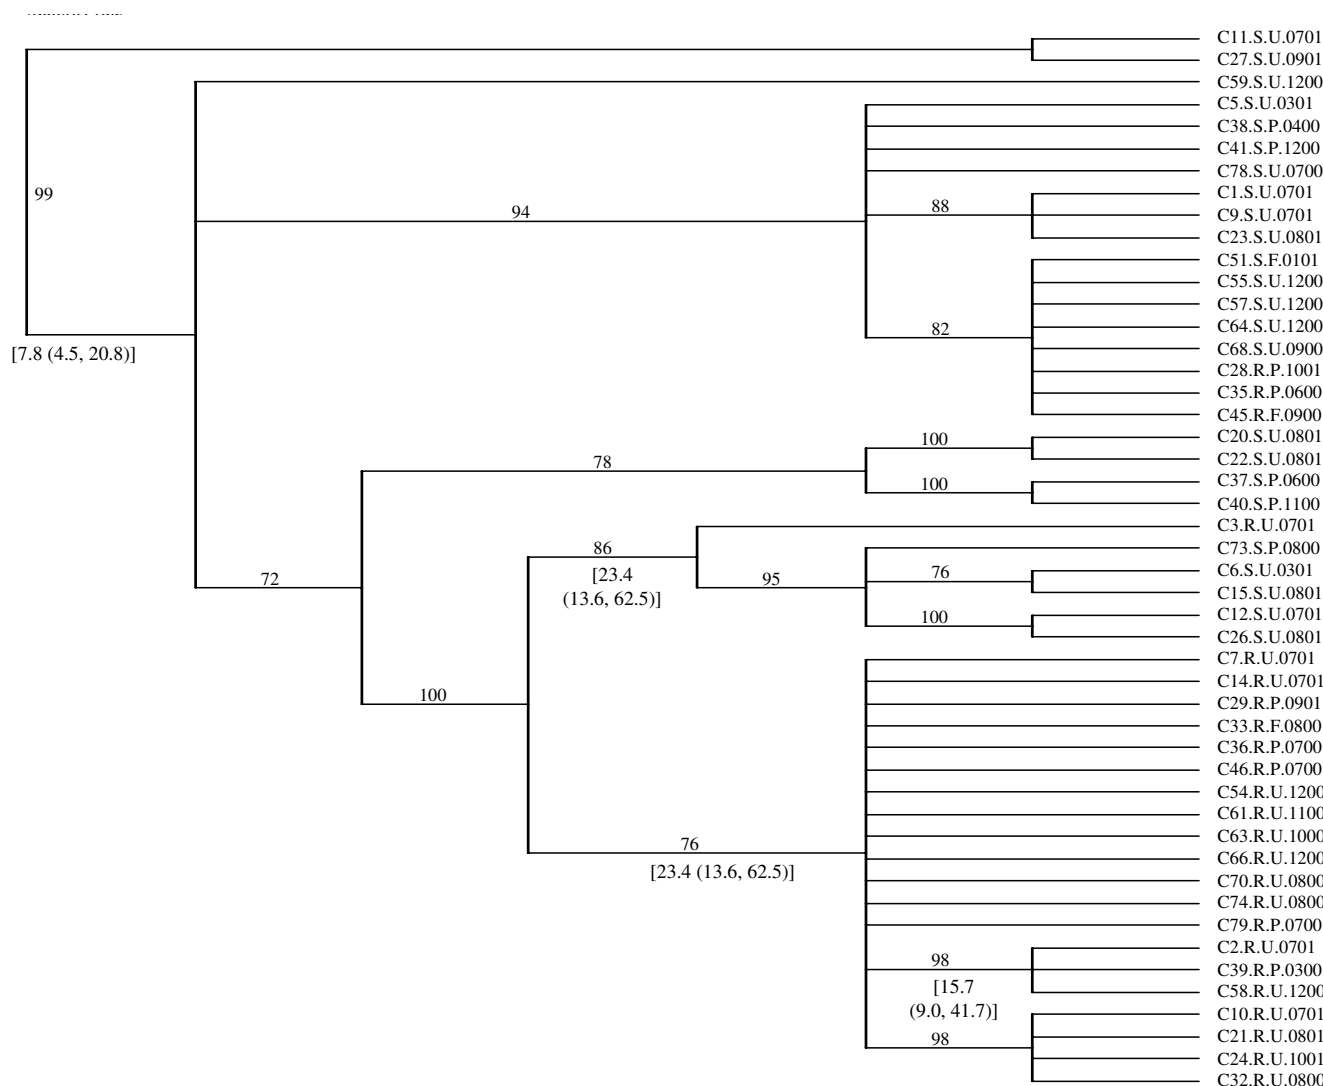 C11.S.U.0701
C27.S.U.0901
C59.S.U.1200
C5.S.U.0301
C38.S.P.0400
C41.S.P.1200
C78.S.U.0700
99
94
88
C1.S.U.0701
C9.S.U.0701
C23.S.U.0801
C51.S.F.0101
C55.S.U.1200
C57.S.U.1200
82
C64.S.U.1200
C68.S.U.0900
[7.8 (4.5, 20.8)]
C28.R.P.1001
C35.R.P.0600
C45.R.F.0900
78
100
C20.S.U.0801
C22.S.U.0801
100
C37.S.P.0600
C40.S.P.1100
C3.R.U.0701
86
[23.4
(13.6, 62.5)]
72
95
C73.S.P.0800
76
C6.S.U.0301
C15.S.U.0801
100
C12.S.U.0701
C26.S.U.0801
C7.R.U.0701
C14.R.U.0701
100
C29.R.P.0901
C33.R.F.0800
C36.R.P.0700
C46.R.P.0700
C54.R.U.1200
C61.R.U.1100
C63.R.U.1000
76
[23.4 (13.6, 62.5)]
C66.R.U.1200
C70.R.U.0800
C74.R.U.0800
C79.R.P.0700
98
[15.7
(9.0, 41.7)]
C2.R.U.0701
C39.R.P.0300
C58.R.U.1200
98
C10.R.U.0701
C21.R.U.0801
C24.R.U.1001
C32.R.U.0800